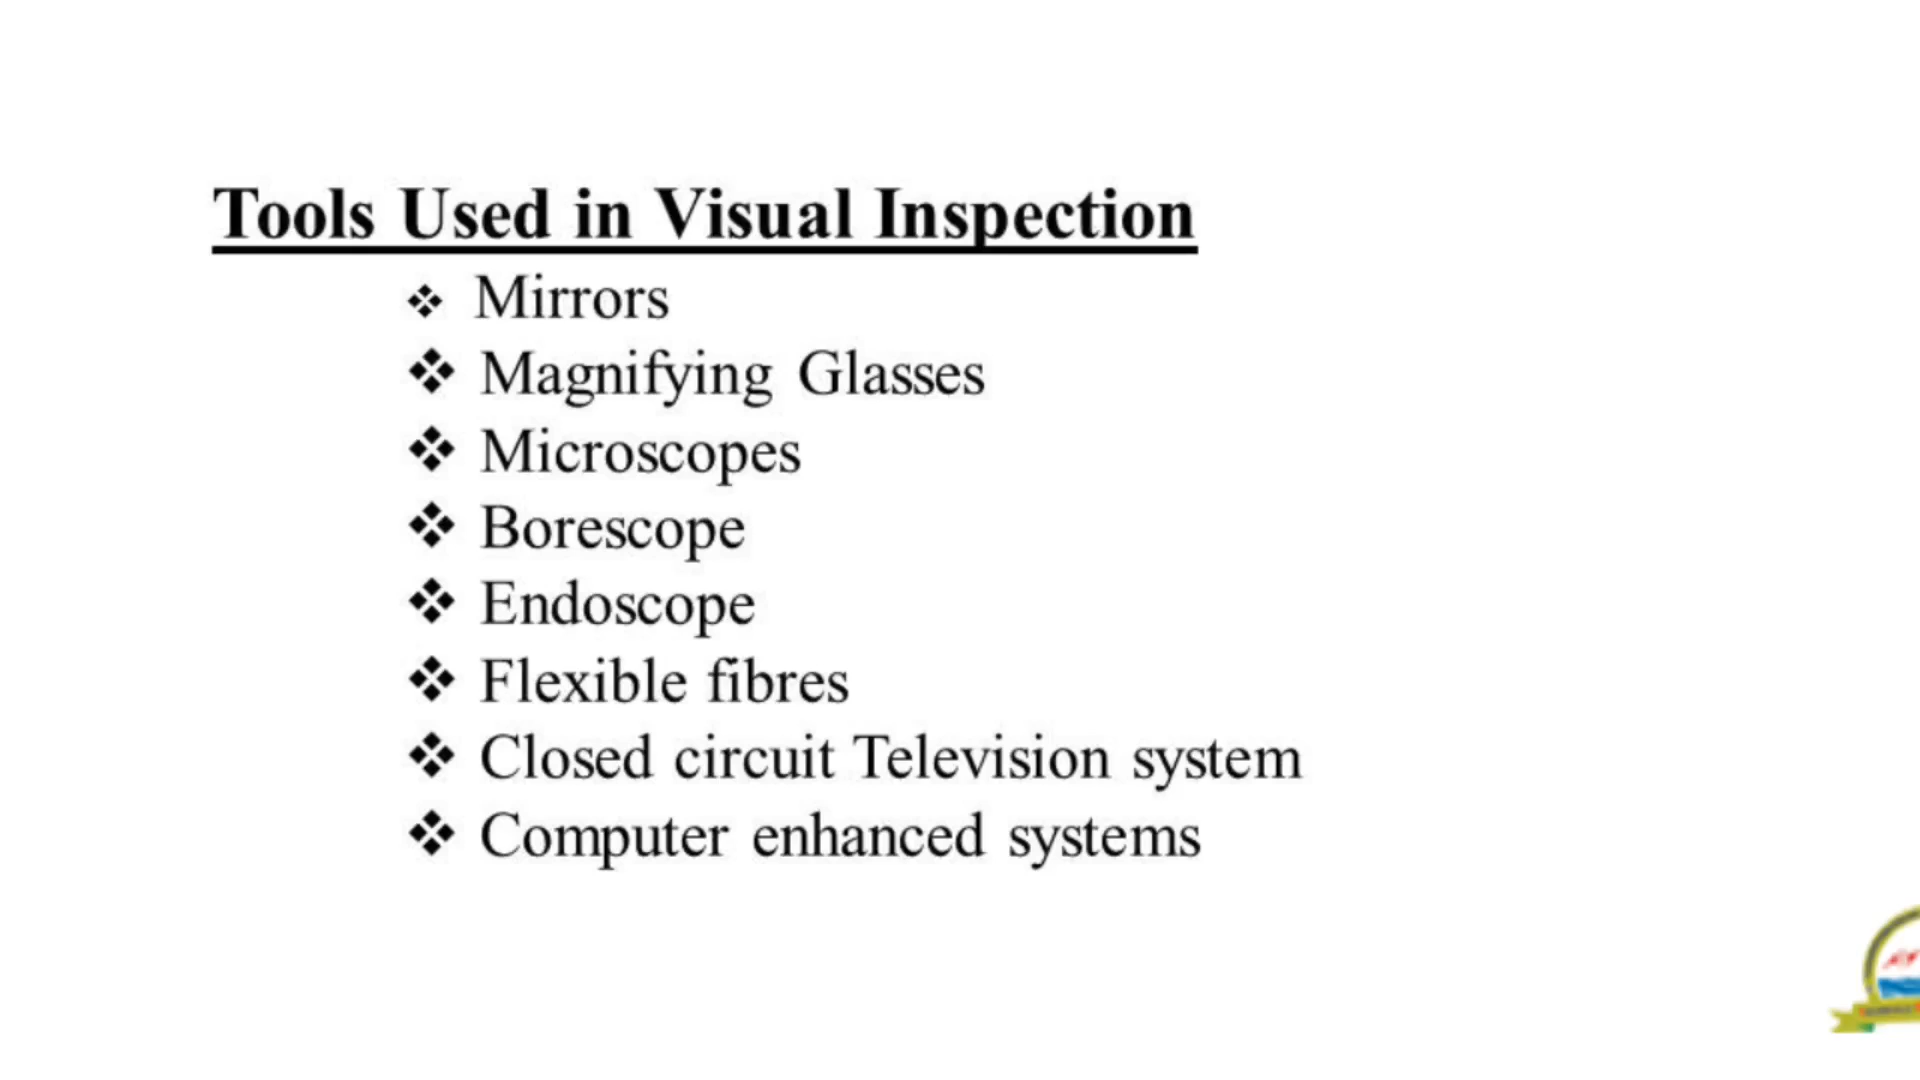 Tools Used in Visual Inspection
❖ Mirrors
❖ Magnifying Glasses
❖ Microscopes
❖ Borescope
❖ Endoscope
❖ Flexible fibres
❖ Closed circuit Television system
❖ Computer enhanced systems